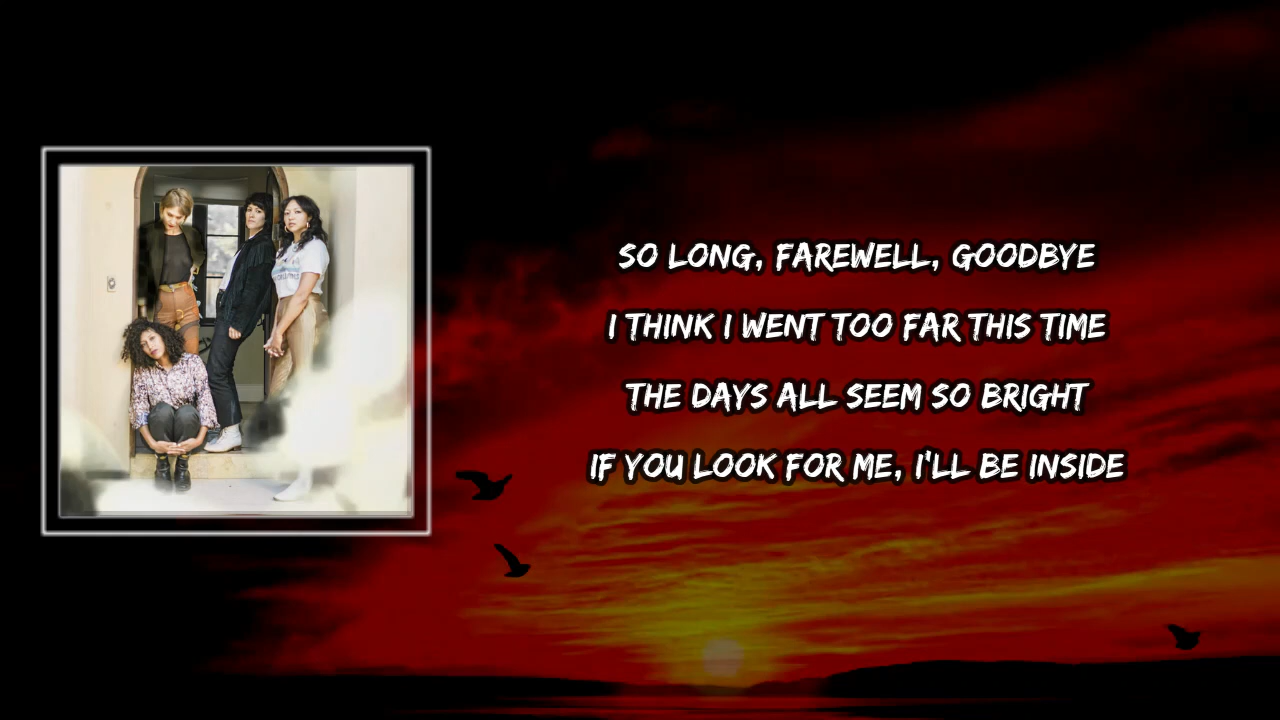 SO LONG, FAREWELL, GOODBYE
I THINK I WENT TOO FAR THIS TIME
THE DAYS ALL SEEM SO BRIGHT
IF YOU LOOK FOR ME, I'LL BE INSIDE